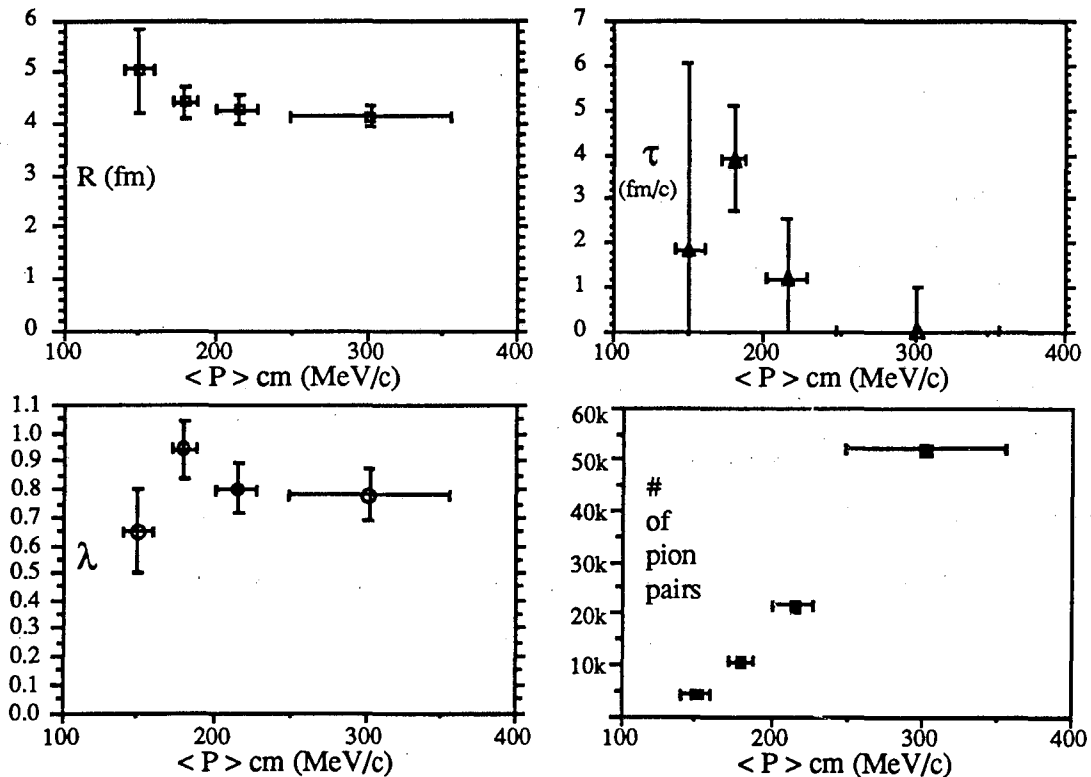 6
5
4
3
2
1
0
R (fm)
100
200
300
400
< P > cm (MeV/c)
7
6
5
4
3
2
1
0
τ
(fm/c)
100
200
300
400
< P > cm (MeV/c)
1.1
1.0
0.9
0.8
0.7
0.6
0.5
0.4
0.3
0.2
0.1
0.0
λ
100
200
300
400
< P > cm (MeV/c)
60k
50k
40k
30k
20k
10k
#
of
pion
pairs
100
200
300
400
< P > cm (MeV/c)